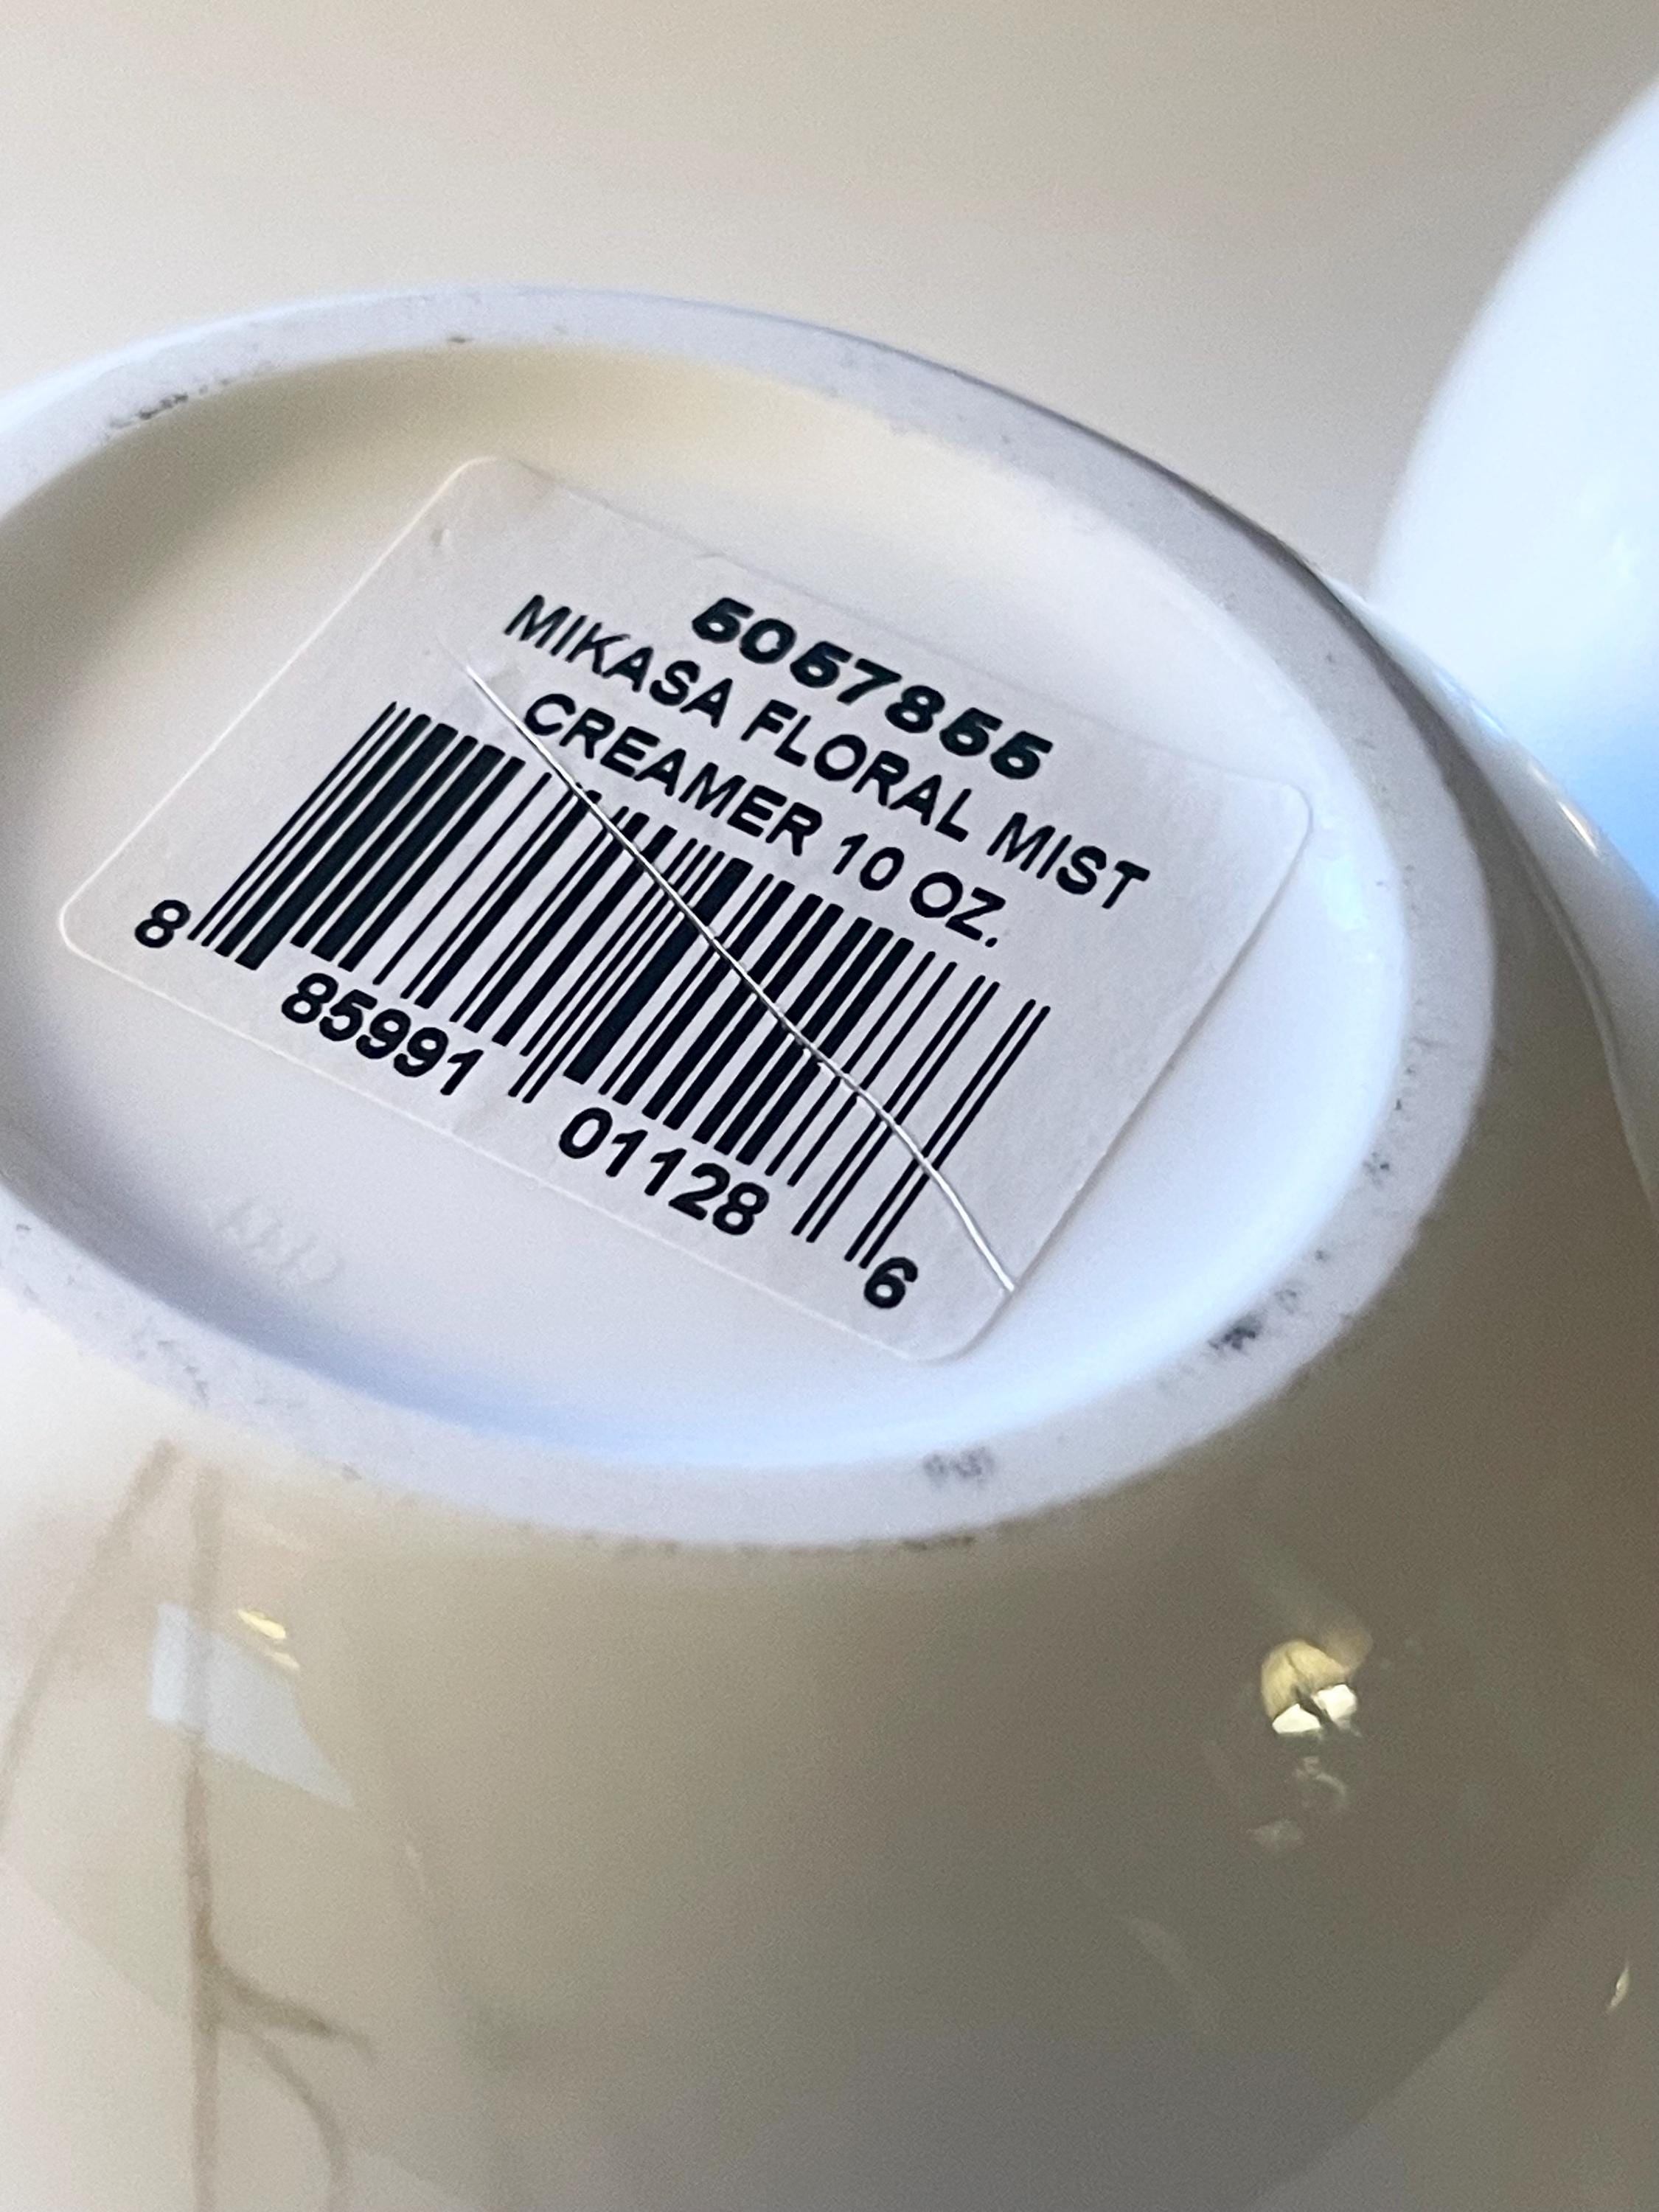 5057855
MIKASA FLORAL MIST
CREAMER 10 OZ.
8 85991 01128 6